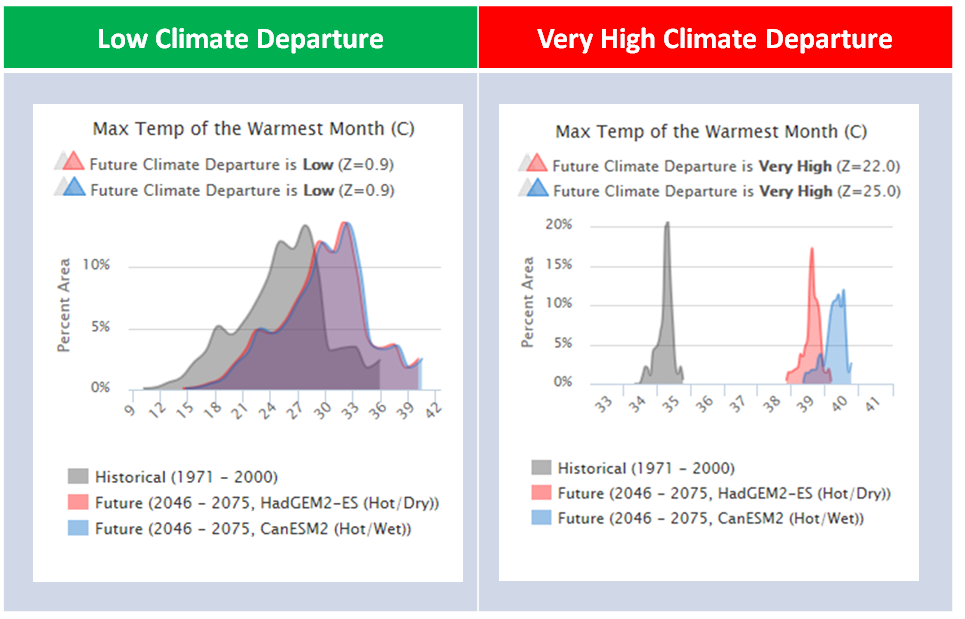 Low Climate Departure
Very High Climate Departure
Max Temp of the Warmest Month (C)
Future Climate Departure is Low (Z=0.9)
Future Climate Departure is Low (Z=0.9)
Percent Area
10%
5%
0%
9 12 15 18 21 24 27 30 33 36 39 42
Historical (1971 – 2000)
Future (2046 – 2075, HadGEM2-ES (Hot/Dry))
Future (2046 – 2075, CanESM2 (Hot/Wet))
Max Temp of the Warmest Month (C)
Future Climate Departure is Very High (Z=22.0)
Future Climate Departure is Very High (Z=25.0)
Percent Area
20%
15%
10%
5%
0%
33 34 35 36 37 38 39 40 41
Historical (1971 – 2000)
Future (2046 – 2075, HadGEM2-ES (Hot/Dry))
Future (2046 – 2075, CanESM2 (Hot/Wet))